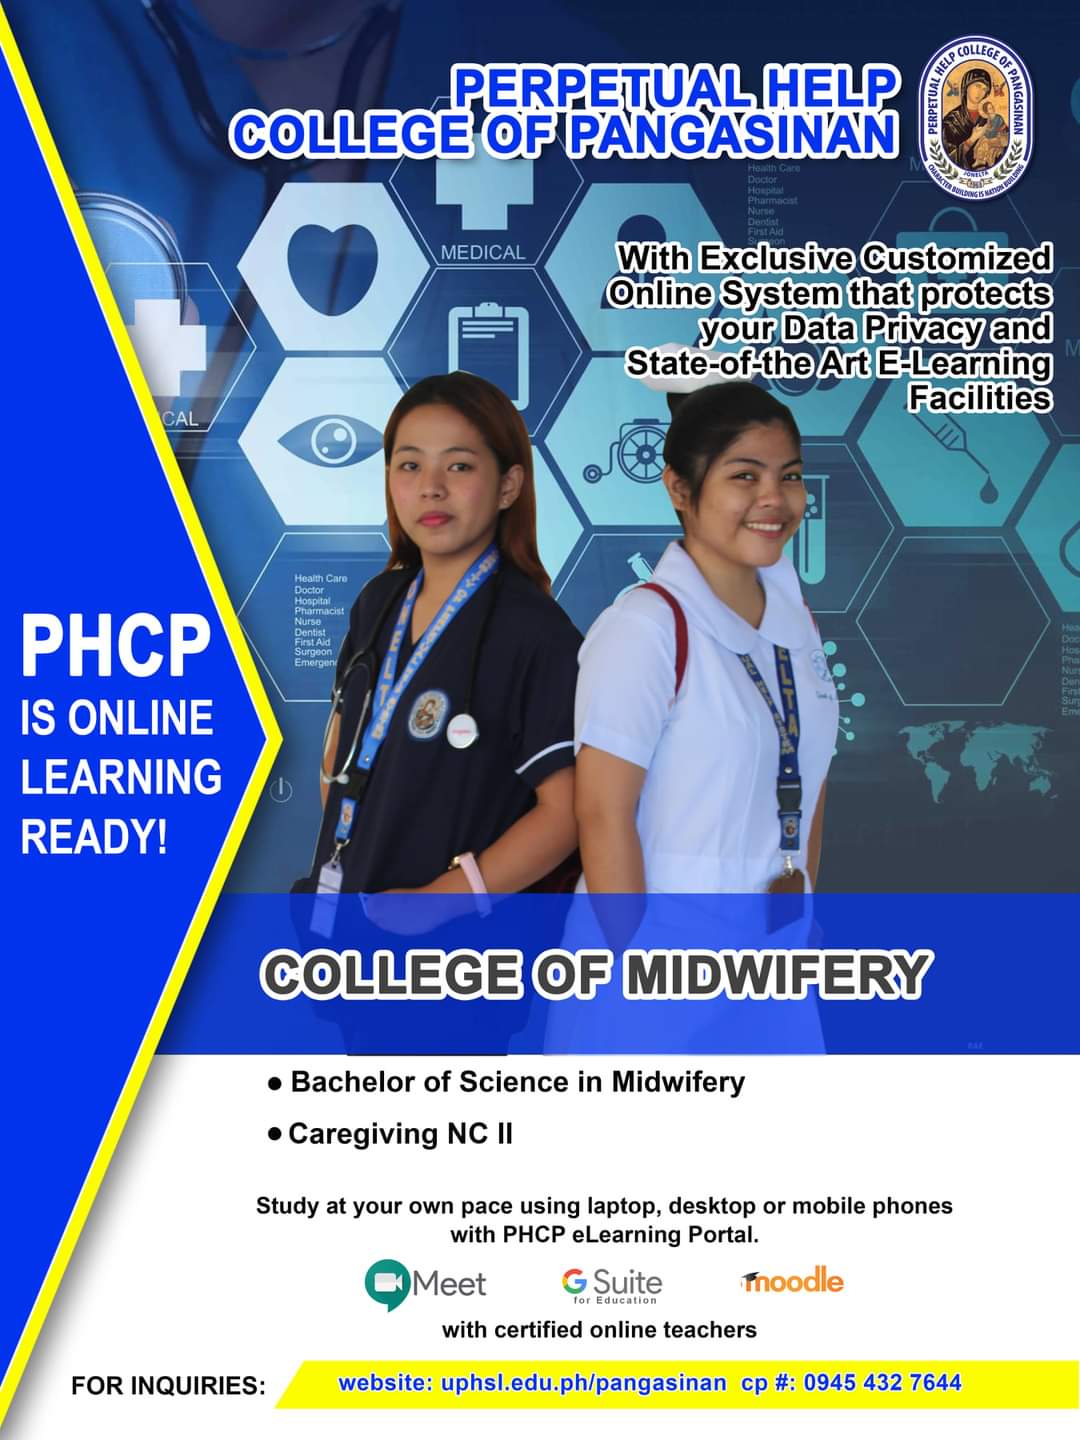 PERPETUAL HELP
COLLEGE OF PANGASINAN
PERPETUAL HELP COLLEGE OF PANGASINAN
JONELTA
CHARACTER BUILDING IS NATION BUILDING
Health Care
Doctor
Hospital
Pharmacist
Nurse
Dentist
First Aid
Surgeon
MEDICAL
With Exclusive Customized
Online System that protects
your Data Privacy and
State-of-the Art E-Learning
Facilities
CAL
Health Care
Doctor
Hospital
Pharmacist
Nurse
Dentist
First Aid
Surgeon
Emergen
PHCP
IS ONLINE
LEARNING
READY!
COLLEGE OF MIDWIFERY
● Bachelor of Science in Midwifery
● Caregiving NC II
Study at your own pace using laptop, desktop or mobile phones
with PHCP eLearning Portal.
Meet
G Suite
for Education
moodle
with certified online teachers
FOR INQUIRIES:
website: uphsl.edu.ph/pangasinan cp #: 0945 432 7644